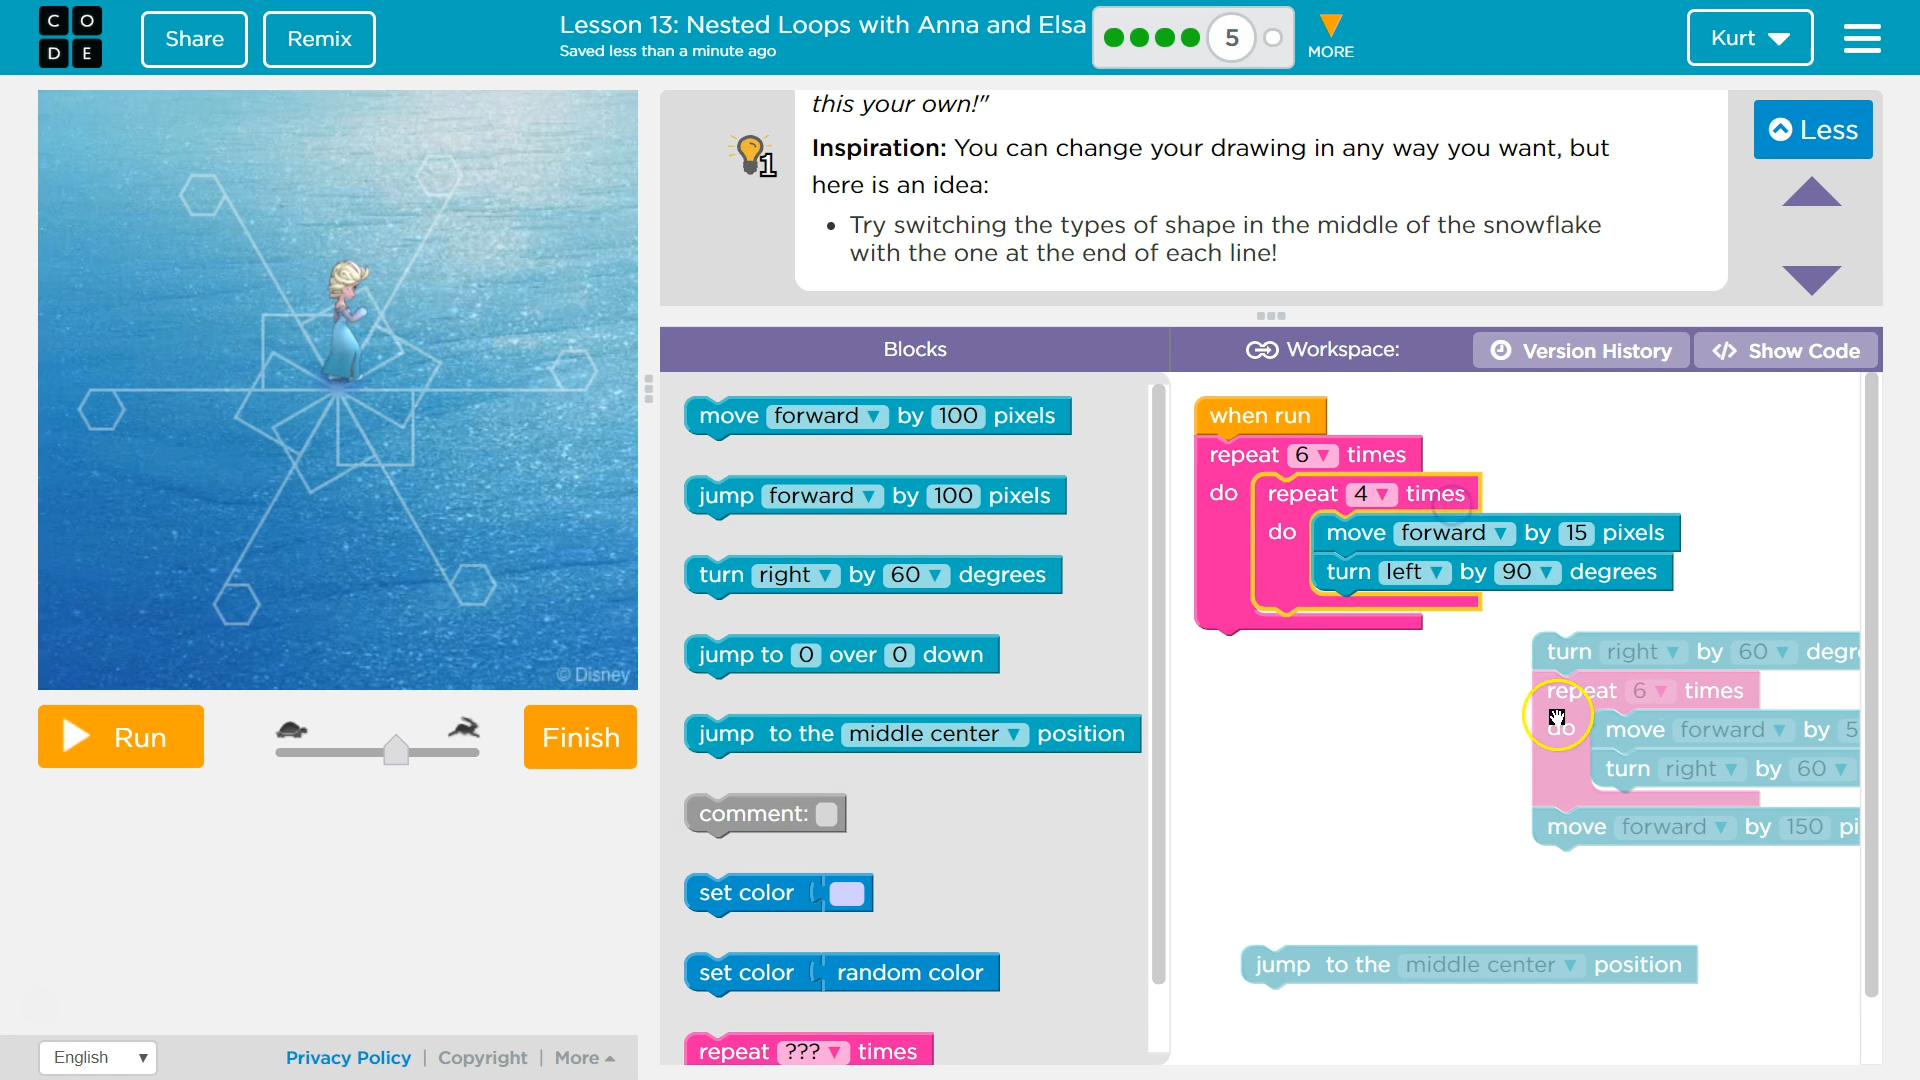 C O
D E
Share
Remix
Lesson 13: Nested Loops with Anna and Elsa
Saved less than a minute ago
5
MORE
Kurt
this your own!"
1
Inspiration: You can change your drawing in any way you want, but
here is an idea:
• Try switching the types of shape in the middle of the snowflake
with the one at the end of each line!
Less
Blocks
Workspace:
Version History
</> Show Code
move forward by 100 pixels
jump forward by 100 pixels
turn right by 60 degrees
jump to 0 over 0 down
jump to the middle center position
comment:
set color
set color random color
repeat ??? times
when run
repeat 6 times
do
repeat 4 times
do
move forward by 15 pixels
turn left by 90 degrees
turn right by 60 degr
repeat 6 times
do
move forward by 5
turn right by 60
move forward by 150 pi
jump to the middle center position
© Disney
Run
Finish
English
Privacy Policy | Copyright | More